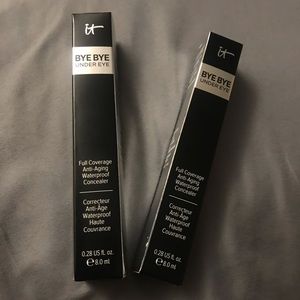 it
BYE BYE
UNDER EYE
Full Coverage
Anti-Aging
Waterproof
Concealer
Correcteur
Anti-Âge
Waterproof
Haute
Couvrance
0.28 US fl. oz.
℮ 8.0 ml
BYE BYE
UNDER EYE
Full Coverage
Anti-Aging
Waterproof
Concealer
Correcteur
Anti-Âge
Waterproof
Haute
Couvrance
0.28 US fl. oz.
℮ 8.0 ml